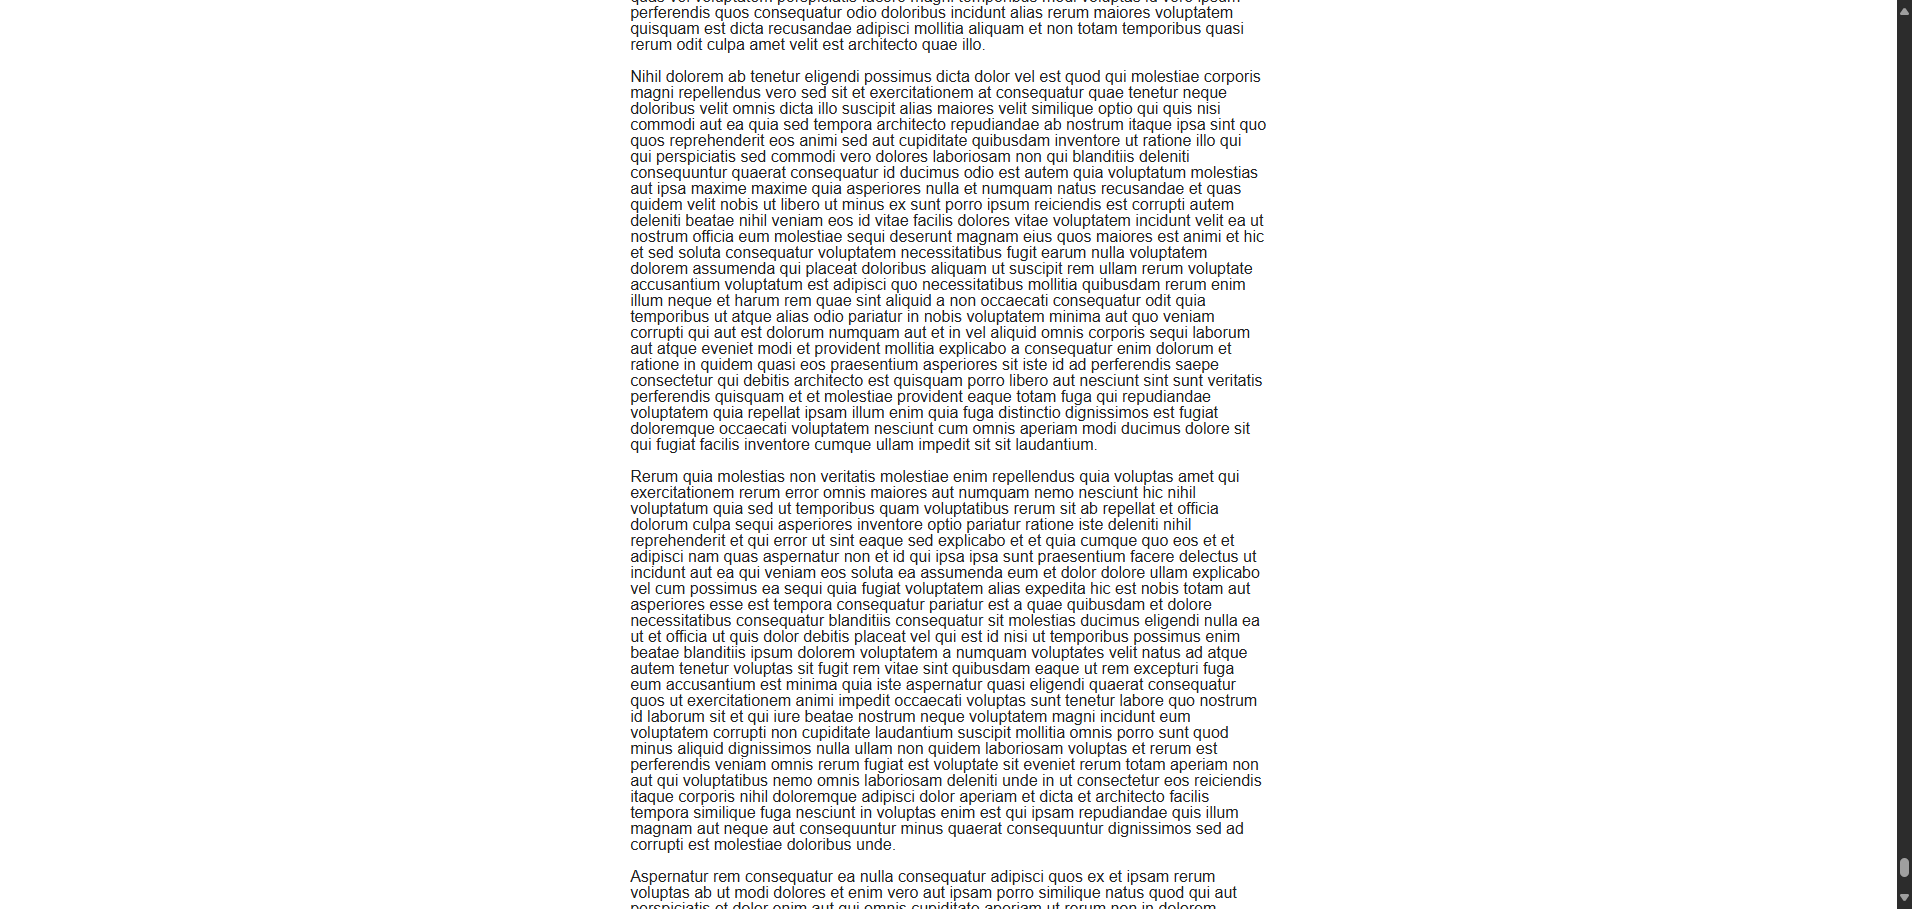 perferendis quos consequatur odio doloribus incidunt alias rerum maiores voluptatem
quisquam est dicta recusandae adipisci mollitia aliquam et non totam temporibus quasi
rerum odit culpa amet velit est architecto quae illo.
Nihil dolorem ab tenetur eligendi possimus dicta dolor vel est quod qui molestiae corporis
magni repellendus vero sed sit et exercitationem at consequatur quae tenetur neque
doloribus velit omnis dicta illo suscipit alias maiores velit similique optio qui quis nisi
commodi aut ea quia sed tempora architecto repudiandae ab nostrum itaque ipsa sint quo
quos reprehenderit eos animi sed aut cupiditate quibusdam inventore ut ratione illo qui
qui perspiciatis sed commodi vero dolores laboriosam non qui blanditiis deleniti
consequuntur quaerat consequatur id ducimus odio est autem quia voluptatum molestias
aut ipsa maxime maxime quia asperiores nulla et numquam natus recusandae et quas
quidem velit nobis ut libero ut minus ex sunt porro ipsum reiciendis est corrupti autem
deleniti beatae nihil veniam eos id vitae facilis dolores vitae voluptatem incidunt velit ea ut
nostrum officia eum molestiae sequi deserunt magnam eius quos maiores est animi et hic
et sed soluta consequatur voluptatem necessitatibus fugit earum nulla voluptatem
dolorem assumenda qui placeat doloribus aliquam ut suscipit rem ullam rerum voluptate
accusantium voluptatum est adipisci quo necessitatibus mollitia quibusdam rerum enim
illum neque et harum rem quae sint aliquid a non occaecati consequatur odit quia
temporibus ut atque alias odio pariatur in nobis voluptatem minima aut quo veniam
corrupti qui aut est dolorum numquam aut et in vel aliquid omnis corporis sequi laborum
aut atque eveniet modi et provident mollitia explicabo a consequatur enim dolorum et
ratione in quidem quasi eos praesentium asperiores sit iste id ad perferendis saepe
consectetur qui debitis architecto est quisquam porro libero aut nesciunt sint sunt veritatis
perferendis quisquam et et molestiae provident eaque totam fuga qui repudiandae
voluptatem quia repellat ipsam illum enim quia fuga distinctio dignissimos est fugiat
doloremque occaecati voluptatem nesciunt cum omnis aperiam modi ducimus dolore sit
qui fugiat facilis inventore cumque ullam impedit sit sit laudantium.
Rerum quia molestias non veritatis molestiae enim repellendus quia voluptas amet qui
exercitationem rerum error omnis maiores aut numquam nemo nesciunt hic nihil
voluptatum quia sed ut temporibus quam voluptatibus rerum sit ab repellat et officia
dolorum culpa sequi asperiores inventore optio pariatur ratione iste deleniti nihil
reprehenderit et qui error ut sint eaque sed explicabo et et quia cumque quo eos et et
adipisci nam quas aspernatur non et id qui ipsa ipsa sunt praesentium facere delectus ut
incidunt aut ea qui veniam eos soluta ea assumenda eum et dolor dolore ullam explicabo
vel cum possimus ea sequi quia fugiat voluptatem alias expedita hic est nobis totam aut
asperiores esse est tempora consequatur pariatur est a quae quibusdam et dolore
necessitatibus consequatur blanditiis consequatur sit molestias ducimus eligendi nulla ea
ut et officia ut quis dolor debitis placeat vel qui est id nisi ut temporibus possimus enim
beatae blanditiis ipsum dolorem voluptatem a numquam voluptates velit natus ad atque
autem tenetur voluptas sit fugit rem vitae sint quibusdam eaque ut rem excepturi fuga
eum accusantium est minima quia iste aspernatur quasi eligendi quaerat consequatur
quos ut exercitationem animi impedit occaecati voluptas sunt tenetur labore quo nostrum
id laborum sit et qui iure beatae nostrum neque voluptatem magni incidunt eum
voluptatem corrupti non cupiditate laudantium suscipit mollitia omnis porro sunt quod
minus aliquid dignissimos nulla ullam non quidem laboriosam voluptas et rerum est
perferendis veniam omnis rerum fugiat est voluptate sit eveniet rerum totam aperiam non
aut qui voluptatibus nemo omnis laboriosam deleniti unde in ut consectetur eos reiciendis
itaque corporis nihil doloremque adipisci dolor aperiam et dicta et architecto facilis
tempora similique fuga nesciunt in voluptas enim est qui ipsam repudiandae quis illum
magnam aut neque aut consequuntur minus quaerat consequuntur dignissimos sed ad
corrupti est molestiae doloribus unde.
Aspernatur rem consequatur ea nulla consequatur adipisci quos ex et ipsam rerum
voluptas ab ut modi dolores et enim vero aut ipsam porro similique natus quod qui aut
perspiciatis et dolor enim aut qui omnis cupiditate aperiam ut rerum non in dolorem